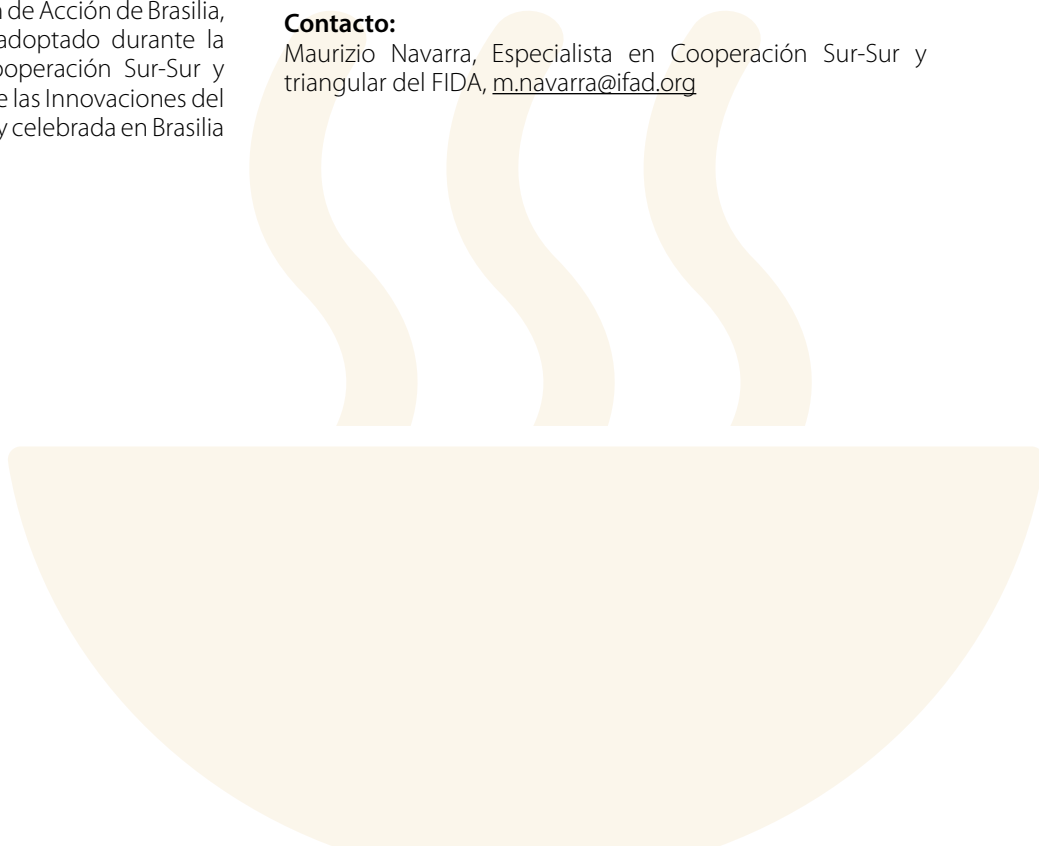 de Acción de Brasilia,
adoptado durante la
ooperación Sur-Sur y
e las Innovaciones del
y celebrada en Brasilia
Contacto:
Maurizio Navarra, Especialista en Cooperación Sur-Sur y
triangular del FIDA, m.navarra@ifad.org